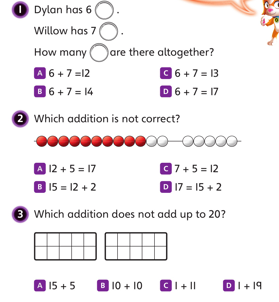 1 Dylan has 6 .
Willow has 7 .
How many are there altogether?
A 6 + 7 =12 C 6 + 7 = 13
B 6 + 7 = 14 D 6 + 7 = 17
2 Which addition is not correct?
A 12 + 5 = 17 C 7 + 5 = 12
B 15 = 12 + 2 D 17 = 15 + 2
3 Which addition does not add up to 20?
A 15 + 5 B 10 + 10 C 1 + 11 D 1 + 19